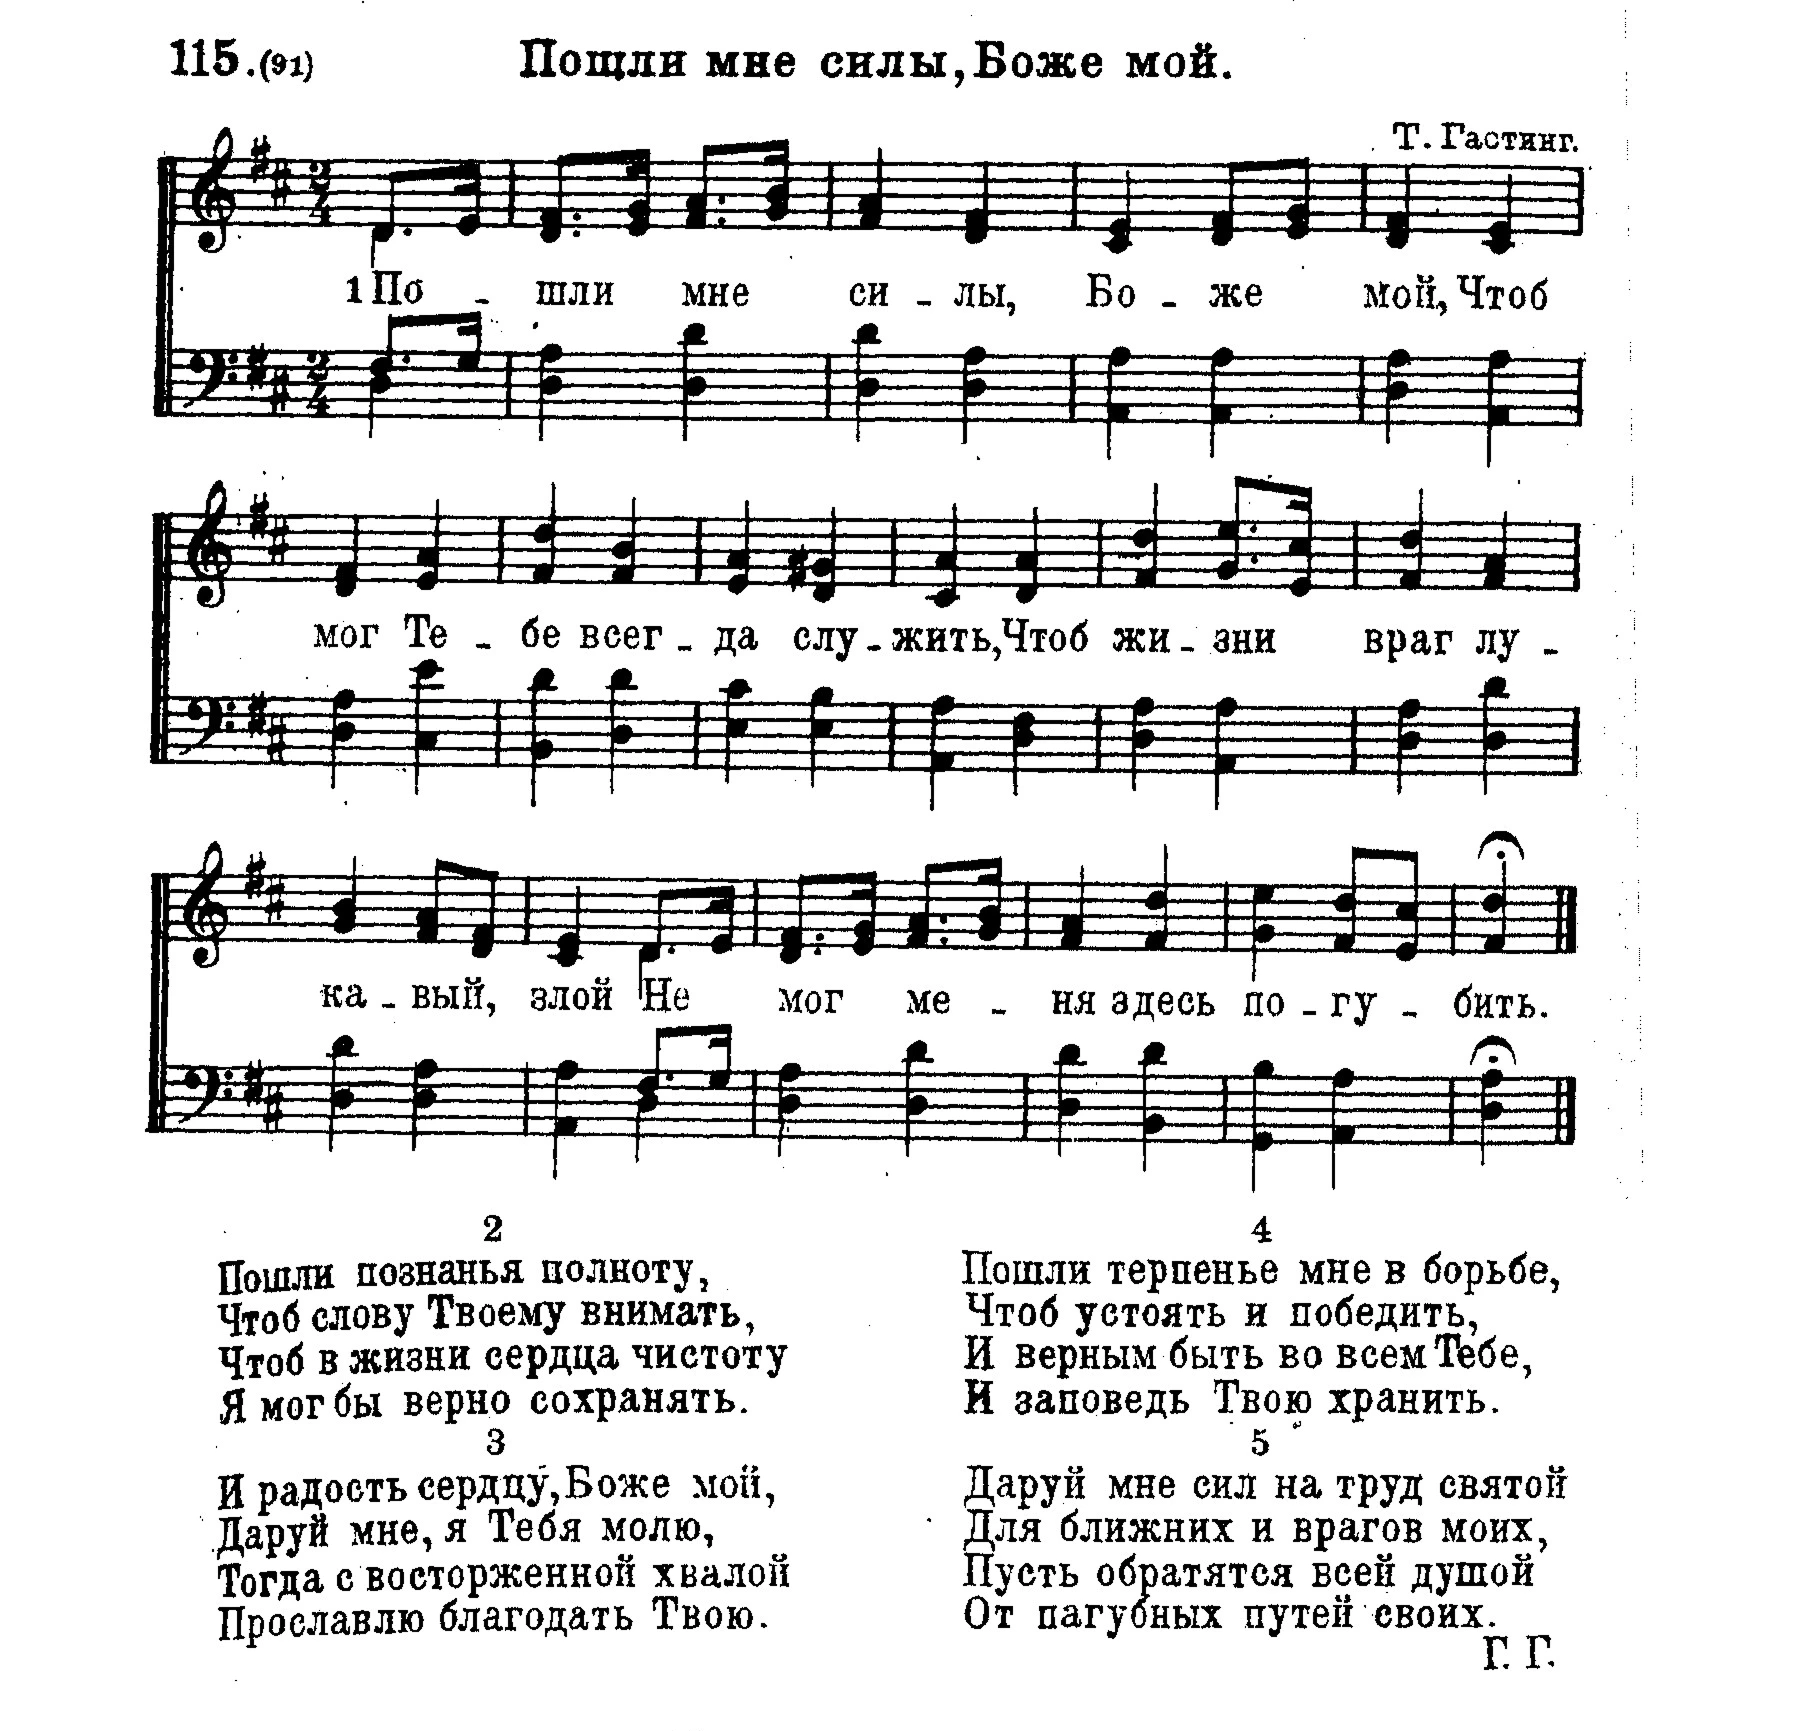 115.(91) Пощли мне силы, Боже мой.
Т. Гастинг.
1 По - шли мне си - лы, Бо - же мой, Чтоб
мог Те - бе всег - да слу - жить, Чтоб жи - зни враг лу -
ка - вый, злой Не мог ме - ня здесь по - гу - бить.
2
Пошли познанья полноту,
Чтоб слову Твоему внимать,
Чтоб в жизни сердца чистоту
Я мог бы верно сохранять.
3
И радость сердцу, Боже мой,
Даруй мне, я Тебя молю,
Тогда с восторженной хвалой
Прославлю благодать Твою.
4
Пошли терпенье мне в борьбе,
Чтоб устоять и победить,
И верным быть во всем Тебе,
И заповедь Твою хранить.
5
Даруй мне сил на труд святой
Для ближних и врагов моих,
Пусть обратятся всей душой
От пагубных путей своих.
Г. Г.